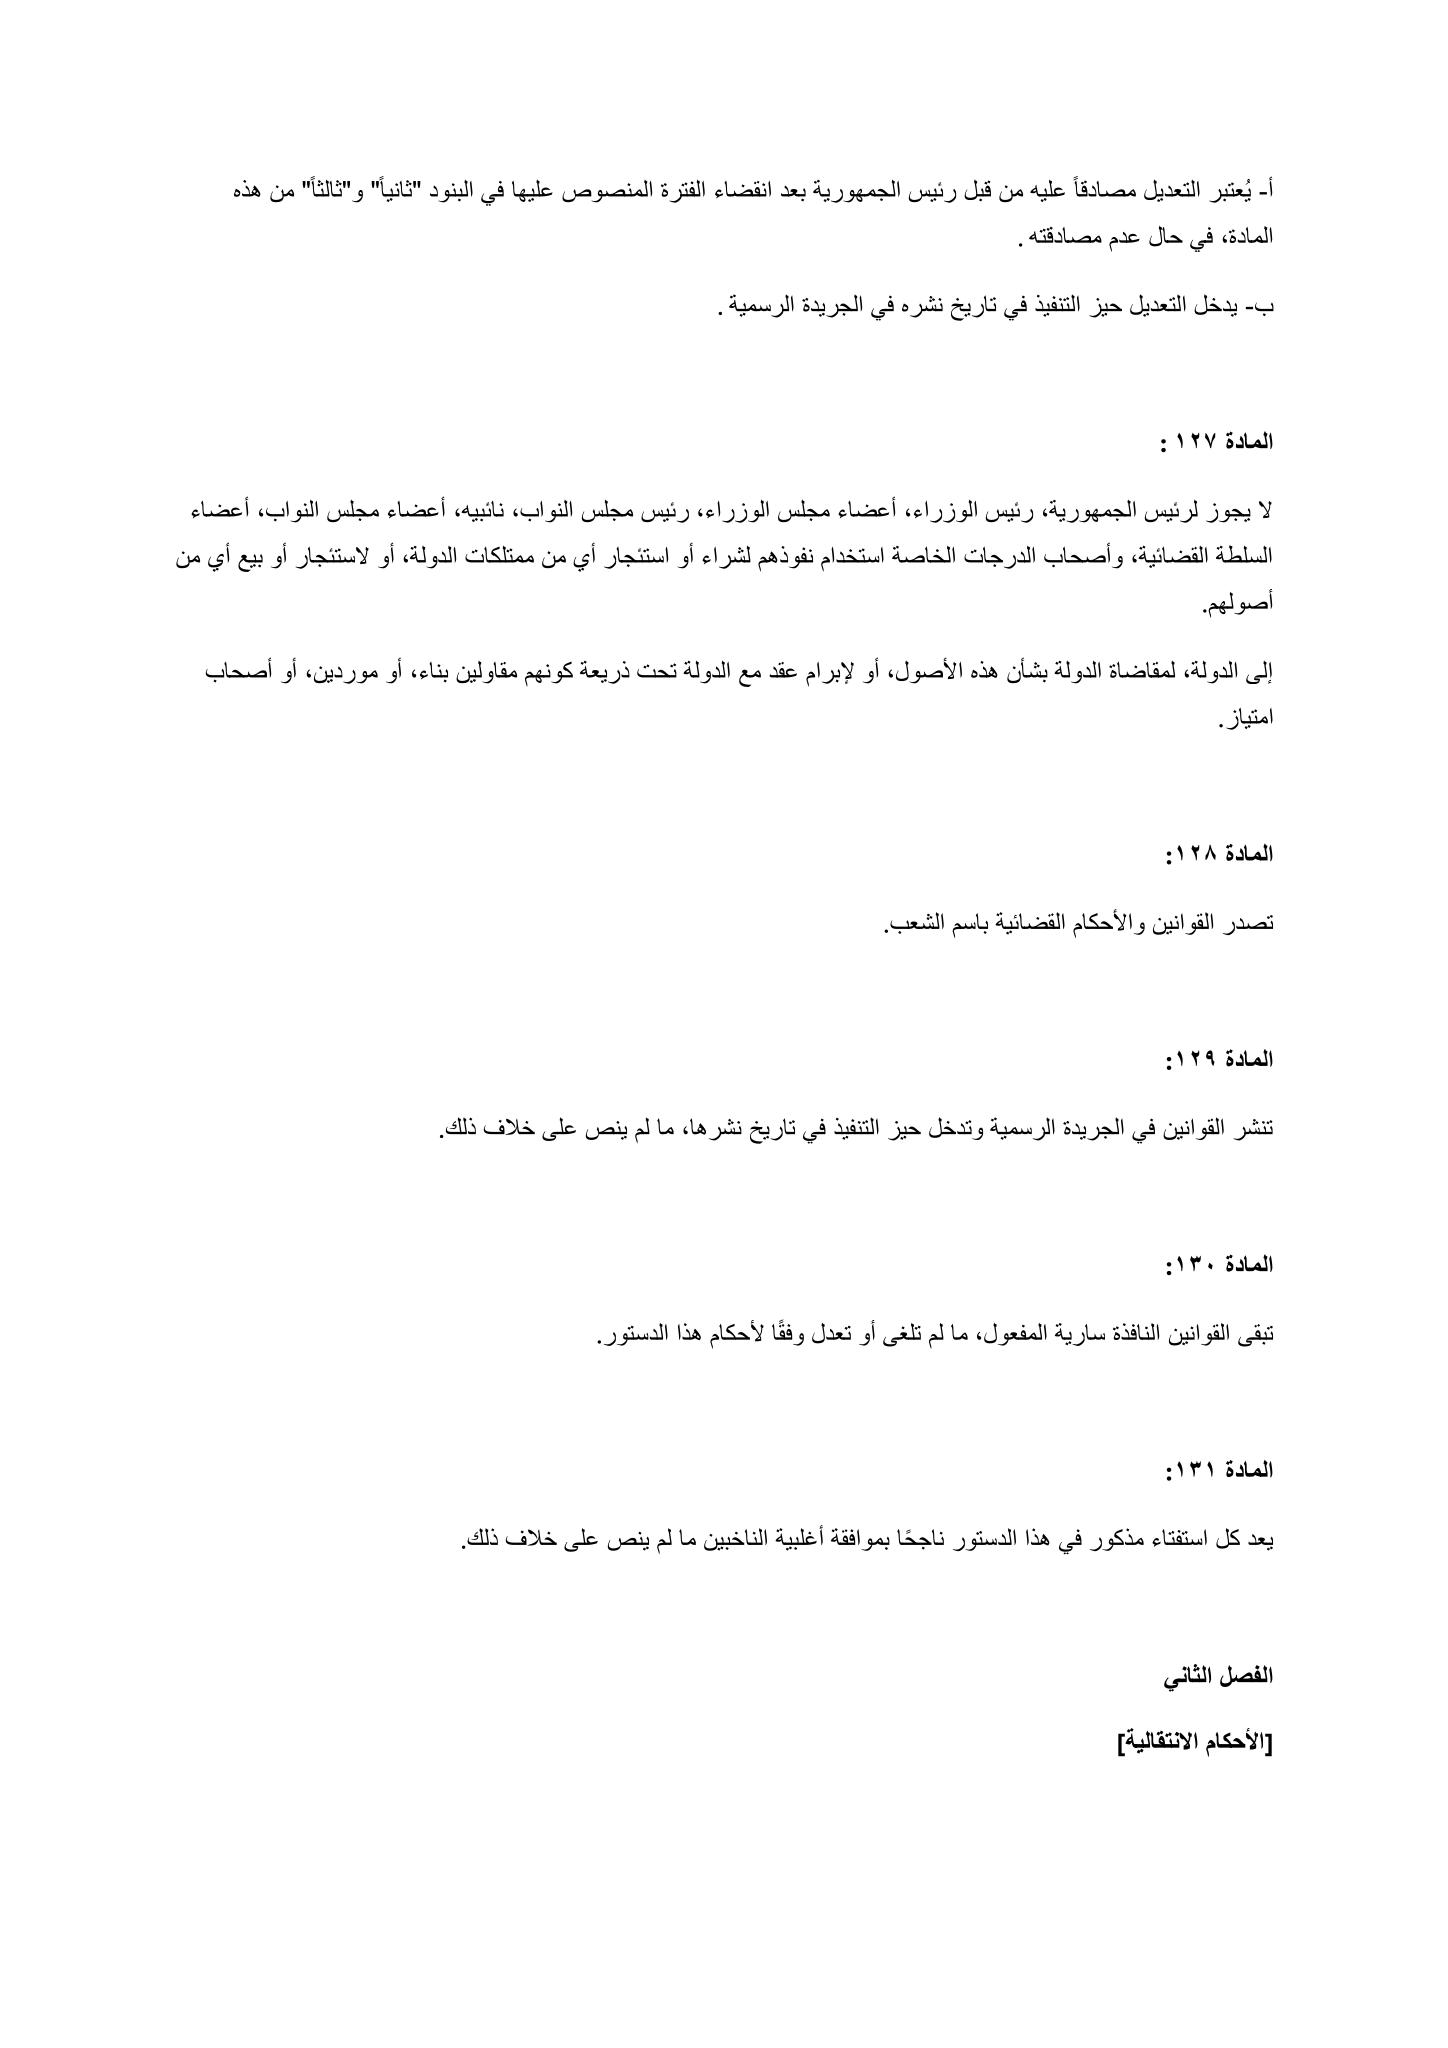 أ- يُعتبر التعديل مصادقاً عليه من قبل رئيس الجمهورية بعد انقضاء الفترة المنصوص عليها في البنود "ثانياً" و"ثالثاً" من هذه
المادة، في حال عدم مصادقته .
ب- يدخل التعديل حيز التنفيذ في تاريخ نشره في الجريدة الرسمية .
المادة ١٢٧ :
لا يجوز لرئيس الجمهورية، رئيس الوزراء، أعضاء مجلس الوزراء، رئيس مجلس النواب، نائبيه، أعضاء مجلس النواب، أعضاء
السلطة القضائية، وأصحاب الدرجات الخاصة استخدام نفوذهم لشراء أو استئجار أي من ممتلكات الدولة، أو لاستئجار أو بيع أي من
أصولهم.
إلى الدولة، لمقاضاة الدولة بشأن هذه الأصول، أو لإبرام عقد مع الدولة تحت ذريعة كونهم مقاولين بناء، أو موردين، أو أصحاب
امتياز.
المادة ١٢٨:
تصدر القوانين والأحكام القضائية باسم الشعب.
المادة ١٢٩:
تنشر القوانين في الجريدة الرسمية وتدخل حيز التنفيذ في تاريخ نشرها، ما لم ينص على خلاف ذلك.
المادة ١٣٠:
تبقى القوانين النافذة سارية المفعول، ما لم تلغى أو تعدل وفقًا لأحكام هذا الدستور.
المادة ١٣١:
يعد كل استفتاء مذكور في هذا الدستور ناجحًا بموافقة أغلبية الناخبين ما لم ينص على خلاف ذلك.
الفصل الثاني
[الأحكام الانتقالية]